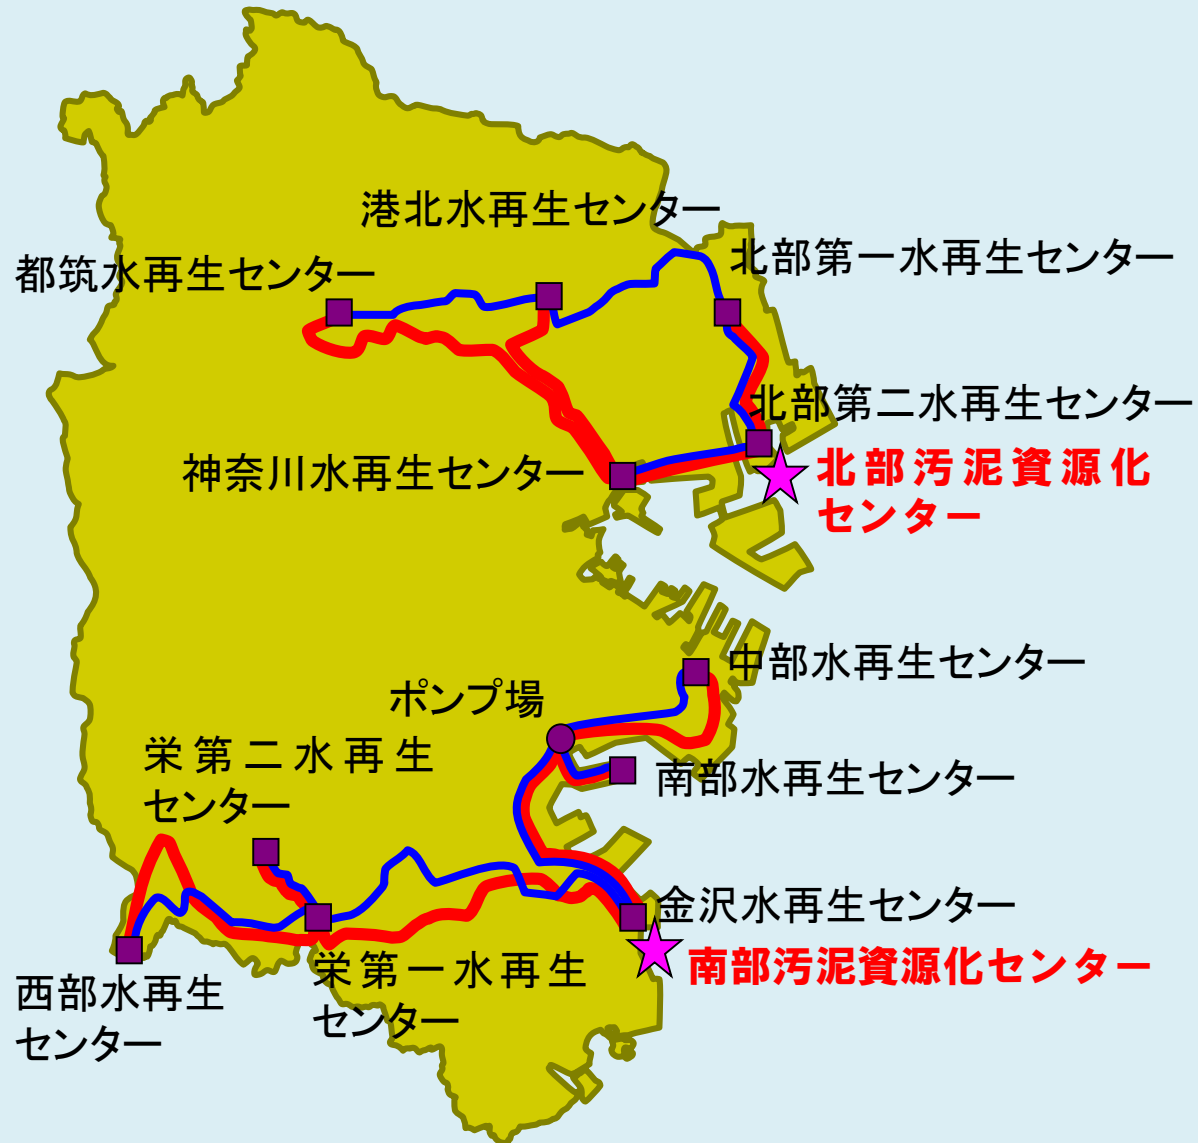 港北水再生センター
北部第一水再生センター
都筑水再生センター
北部第二水再生センター
神奈川水再生センター
北部汚泥資源化
センター
中部水再生センター
ポンプ場
栄第二水再生
センター
南部水再生センター
金沢水再生センター
南部汚泥資源化センター
栄第一水再生
センター
西部水再生
センター